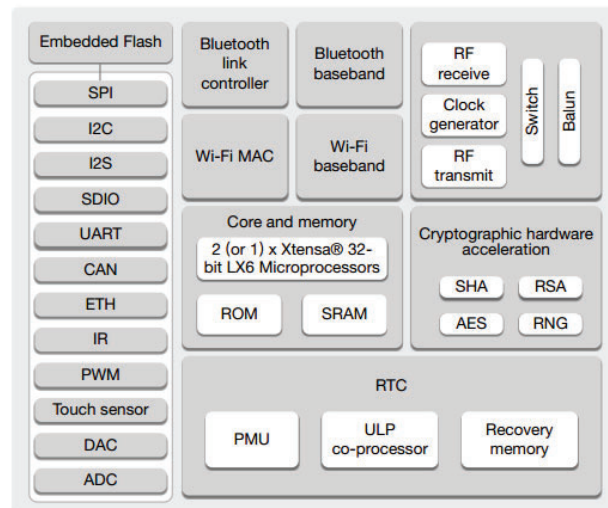 Embedded Flash
SPI
I2C
I2S
SDIO
UART
CAN
ETH
IR
PWM
Touch sensor
DAC
ADC
Bluetooth
link
controller
Bluetooth
baseband
Wi-Fi MAC
Wi-Fi
baseband
RF
receive
Clock
generator
RF
transmit
Switch
Balun
Core and memory
2 (or 1) x Xtensa® 32-
bit LX6 Microprocessors
ROM
SRAM
Cryptographic hardware
acceleration
SHA
RSA
AES
RNG
RTC
PMU
ULP
co-processor
Recovery
memory